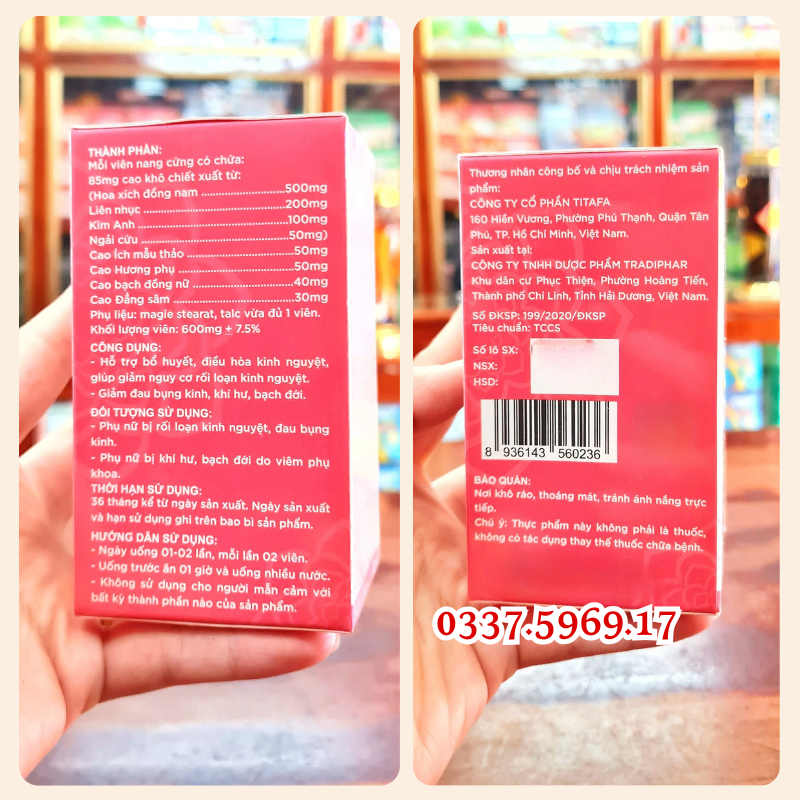 THÀNH PHẦN:
Mỗi viên nang cứng có chứa:
85mg cao khô chiết xuất từ:
(Hoa xích đồng nam ..............................500mg
Liên nhục ................................................200mg
Kim Anh ..................................................100mg
Ngải cứu ..................................................50mg)
Cao Ích mẫu thảo ....................................50mg
Cao Hương phụ .......................................50mg
Cao bạch đồng nữ ...................................40mg
Cao Đẳng sâm .........................................30mg
Phụ liệu: magie stearat, talc vừa đủ 1 viên.
Khối lượng viên: 600mg ± 7.5%
CÔNG DỤNG:
- Hỗ trợ bổ huyết, điều hòa kinh nguyệt,
giúp giảm nguy cơ rối loạn kinh nguyệt.
- Giảm đau bụng kinh, khí hư, bạch đới.
ĐỐI TƯỢNG SỬ DỤNG:
- Phụ nữ bị rối loạn kinh nguyệt, đau bụng
kinh.
- Phụ nữ bị khí hư, bạch đới do viêm phụ
khoa.
THỜI HẠN SỬ DỤNG:
36 tháng kể từ ngày sản xuất. Ngày sản xuất
và hạn sử dụng ghi trên bao bì sản phẩm.
HƯỚNG DẪN SỬ DỤNG:
- Ngày uống 01-02 lần, mỗi lần 02 viên.
- Uống trước ăn 01 giờ và uống nhiều nước.
- Không sử dụng cho người mẫn cảm với
bất kỳ thành phần nào của sản phẩm.
Thương nhân công bố và chịu trách nhiệm sản
phẩm:
CÔNG TY CỔ PHẦN TITAFA
160 Hiền Vương, Phường Phú Thạnh, Quận Tân
Phú, TP. Hồ Chí Minh, Việt Nam.
Sản xuất tại:
CÔNG TY TNHH DƯỢC PHẨM TRADIPHAR
Khu dân cư Phục Thiện, Phường Hoàng Tiến,
Thành phố Chí Linh, Tỉnh Hải Dương, Việt Nam.
Số ĐKSP: 199/2020/ĐKSP
Tiêu chuẩn: TCCS
Số lô SX:
NSX:
HSD:
8 936143 560236
BẢO QUẢN:
Nơi khô ráo, thoáng mát, tránh ánh nắng trực
tiếp.
Chú ý: Thực phẩm này không phải là thuốc,
không có tác dụng thay thế thuốc chữa bệnh.
0337.5969.17